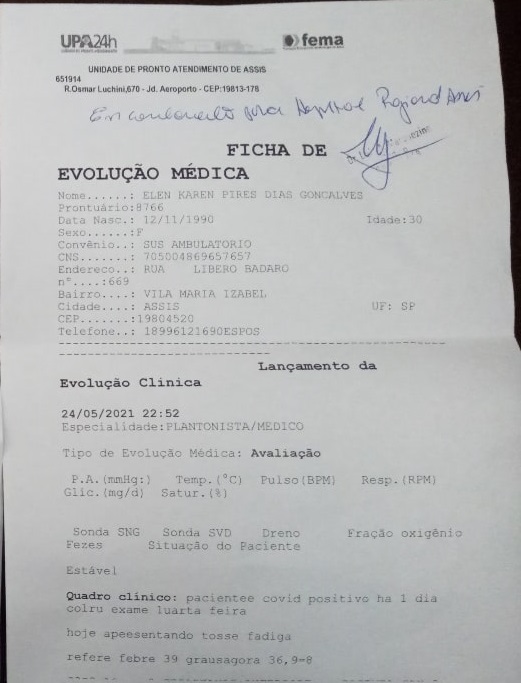 UPA24h
fema
UNIDADE DE PRONTO ATENDIMENTO DE ASSIS
651914
R.Osmar Luchini,670 - Jd. Aeroporto - CEP:19813-178
Encaminhado para Hospital Regional Assis
FICHA DE
EVOLUÇÃO MÉDICA
Nome......: ELEN KAREN PIRES DIAS GONCALVES
Prontuário:8766
Data Nasc.: 12/11/1990 Idade:30
Sexo......:F
Convênio..: SUS AMBULATORIO
CNS.......: 705004869657657
Endereco..: RUA LIBERO BADARO
nº....:669
Bairro....: VILA MARIA IZABEL
Cidade....: ASSIS UF: SP
CEP.......:19804520
Telefone..: 18996121690ESPOS
Lançamento da
Evolução Clinica
24/05/2021 22:52
Especialidade:PLANTONISTA/MEDICO
Tipo de Evolução Médica: Avaliação
P.A.(mmHg:) Temp.(°C) Pulso(BPM) Resp.(RPM)
Glic.(mg/d) Satur.(%)
Sonda SNG Sonda SVD Dreno Fração oxigênio
Fezes Situação do Paciente
Estável
Quadro clinico: pacientee covid positivo ha 1 dia
colru exame luarta feira
hoje apeesentando tosse fadiga
refere febre 39 grausagora 36,9=8